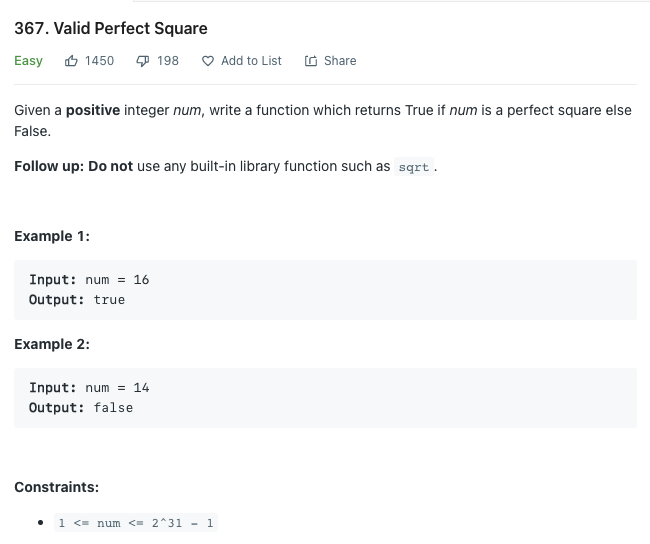 367. Valid Perfect Square
Easy 1450 198 Add to List Share
Given a positive integer num, write a function which returns True if num is a perfect square else
False.
Follow up: Do not use any built-in library function such as sqrt.
Example 1:
Input: num = 16
Output: true
Example 2:
Input: num = 14
Output: false
Constraints:
• 1 <= num <= 2^31 - 1